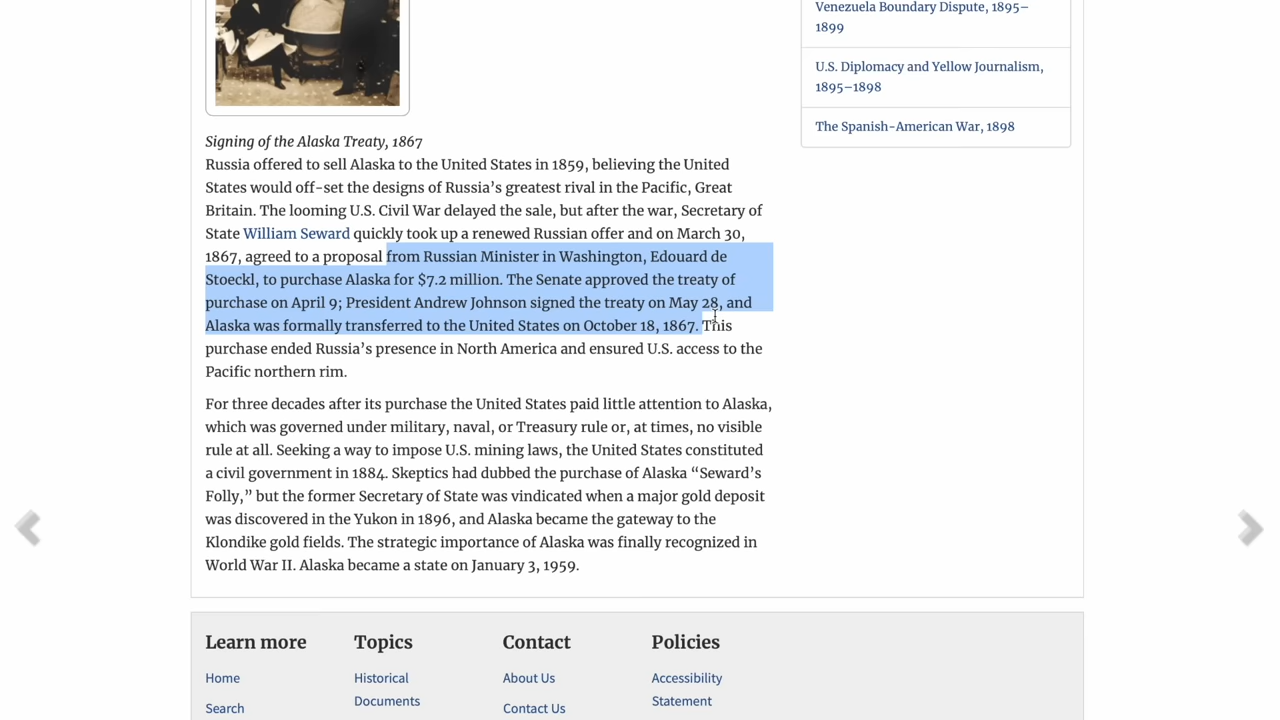 Venezuela Boundary Dispute, 1895–
1899
U.S. Diplomacy and Yellow Journalism,
1895–1898
The Spanish-American War, 1898
Signing of the Alaska Treaty, 1867
Russia offered to sell Alaska to the United States in 1859, believing the United
States would off-set the designs of Russia’s greatest rival in the Pacific, Great
Britain. The looming U.S. Civil War delayed the sale, but after the war, Secretary of
State William Seward quickly took up a renewed Russian offer and on March 30,
1867, agreed to a proposal from Russian Minister in Washington, Edouard de
Stoeckl, to purchase Alaska for $7.2 million. The Senate approved the treaty of
purchase on April 9; President Andrew Johnson signed the treaty on May 28, and
Alaska was formally transferred to the United States on October 18, 1867. This
purchase ended Russia’s presence in North America and ensured U.S. access to the
Pacific northern rim.
For three decades after its purchase the United States paid little attention to Alaska,
which was governed under military, naval, or Treasury rule or, at times, no visible
rule at all. Seeking a way to impose U.S. mining laws, the United States constituted
a civil government in 1884. Skeptics had dubbed the purchase of Alaska “Seward’s
Folly,” but the former Secretary of State was vindicated when a major gold deposit
was discovered in the Yukon in 1896, and Alaska became the gateway to the
Klondike gold fields. The strategic importance of Alaska was finally recognized in
World War II. Alaska became a state on January 3, 1959.
Learn more
Home
Search
Topics
Historical
Documents
Contact
About Us
Contact Us
Policies
Accessibility
Statement